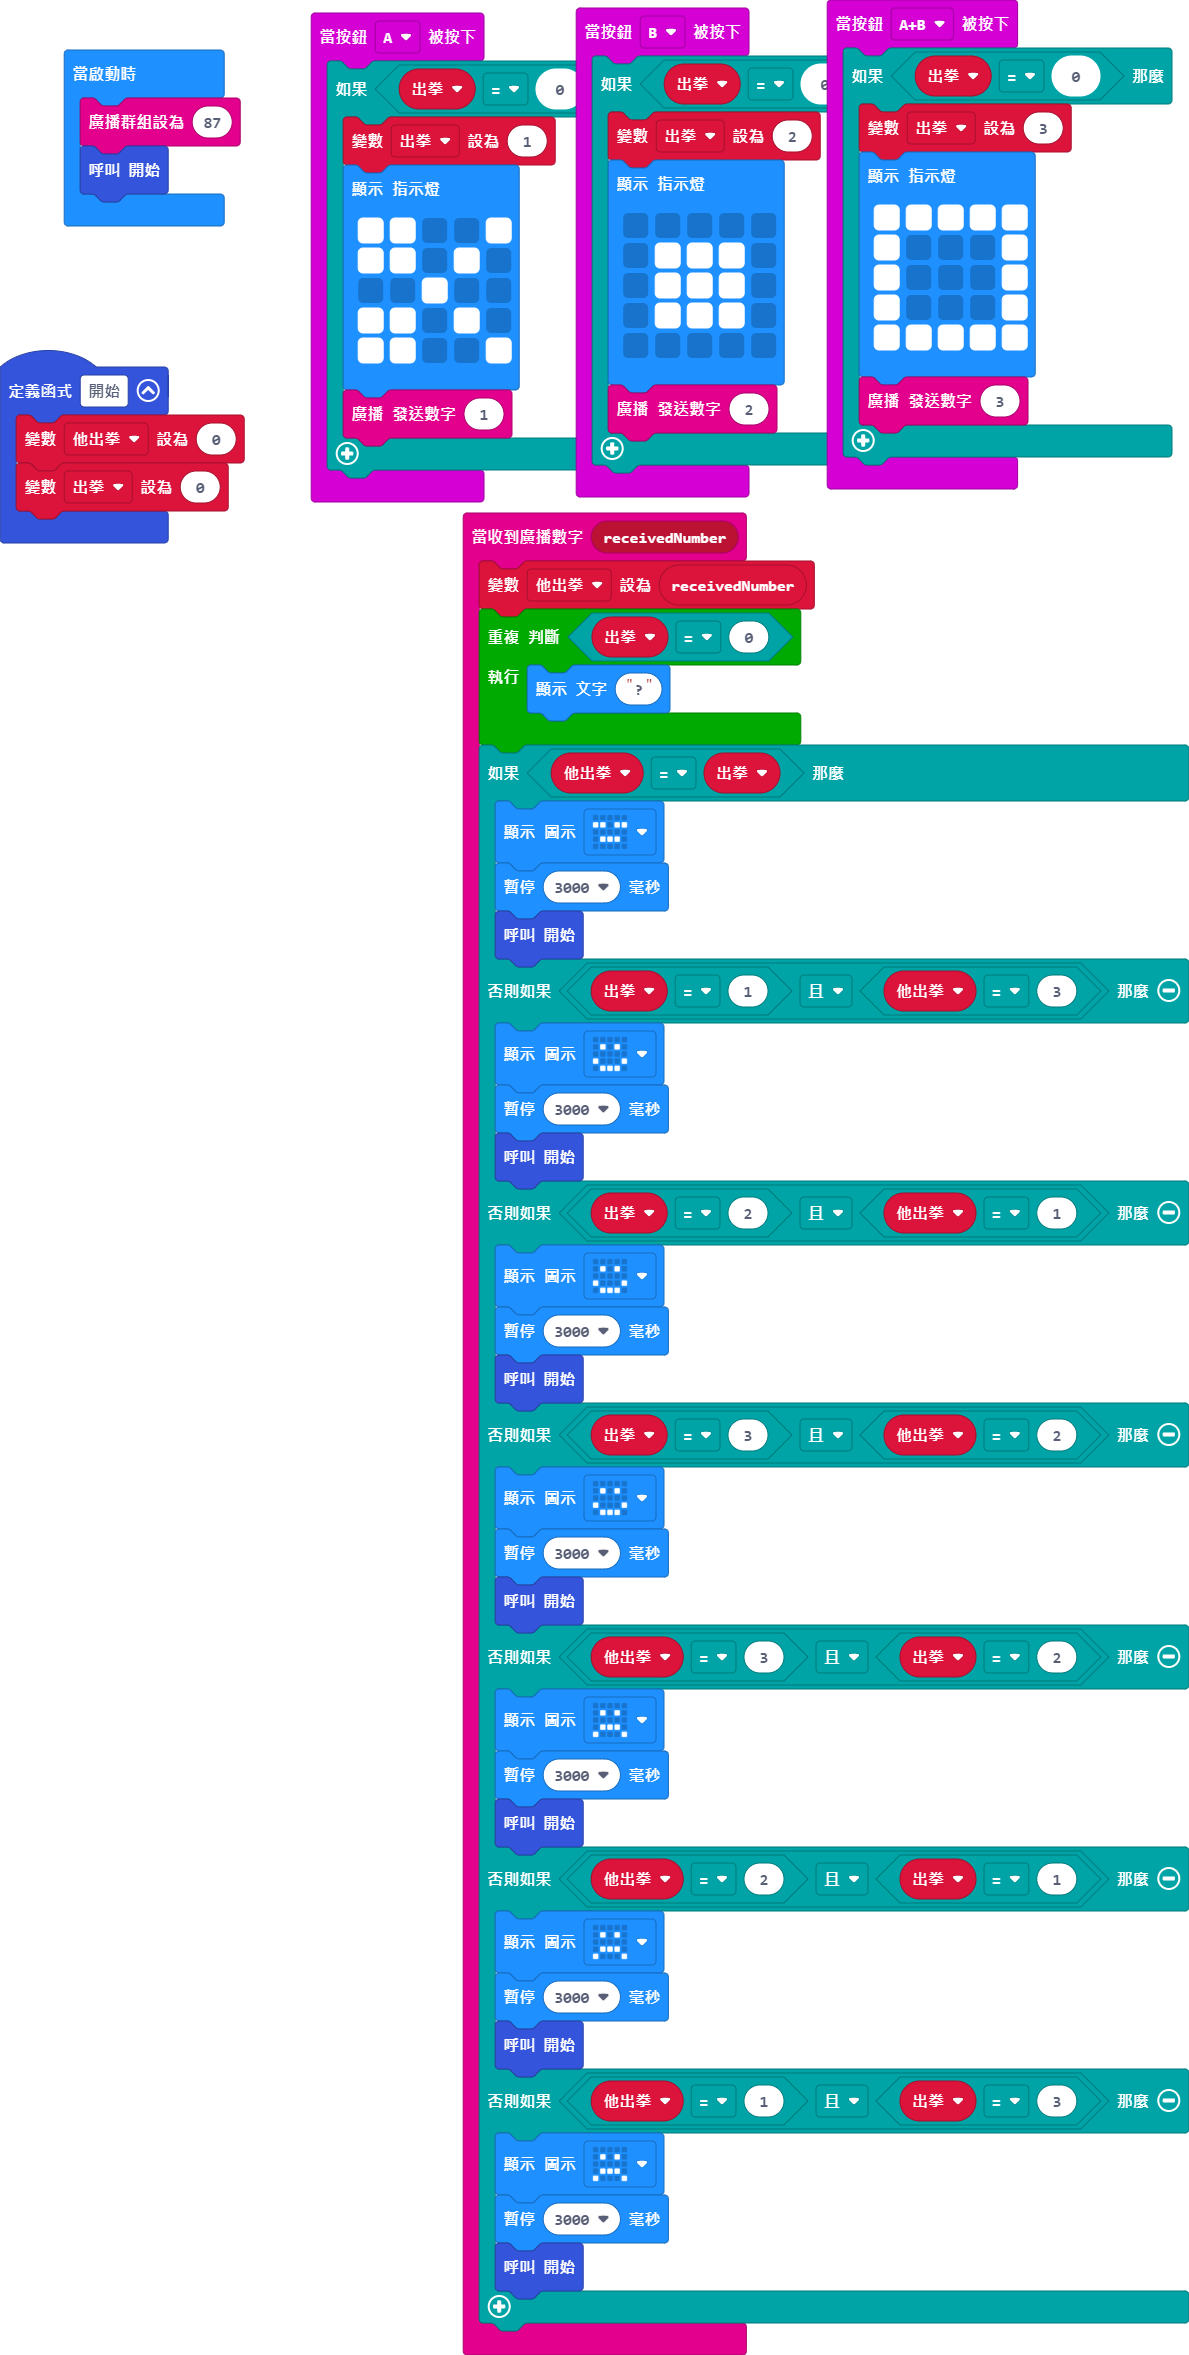 當啟動時
廣播群組設為 87
呼叫 開始
定義函式 開始
變數 他出拳 設為 0
變數 出拳 設為 0
當按鈕 A 被按下
如果 出拳 = 0
變數 出拳 設為 1
顯示 指示燈
廣播 發送數字 1
當按鈕 B 被按下
如果 出拳 = 0
變數 出拳 設為 2
顯示 指示燈
廣播 發送數字 2
當按鈕 A+B 被按下
如果 出拳 = 0 那麼
變數 出拳 設為 3
顯示 指示燈
廣播 發送數字 3
當收到廣播數字 receivedNumber
變數 他出拳 設為 receivedNumber
重複 判斷 出拳 = 0
執行 顯示 文字 "?"
如果 他出拳 = 出拳 那麼
顯示 圖示
暫停 3000 毫秒
呼叫 開始
否則如果 出拳 = 1 且 他出拳 = 3 那麼
顯示 圖示
暫停 3000 毫秒
呼叫 開始
否則如果 出拳 = 2 且 他出拳 = 1 那麼
顯示 圖示
暫停 3000 毫秒
呼叫 開始
否則如果 出拳 = 3 且 他出拳 = 2 那麼
顯示 圖示
暫停 3000 毫秒
呼叫 開始
否則如果 他出拳 = 3 且 出拳 = 2 那麼
顯示 圖示
暫停 3000 毫秒
呼叫 開始
否則如果 他出拳 = 2 且 出拳 = 1 那麼
顯示 圖示
暫停 3000 毫秒
呼叫 開始
否則如果 他出拳 = 1 且 出拳 = 3 那麼
顯示 圖示
暫停 3000 毫秒
呼叫 開始